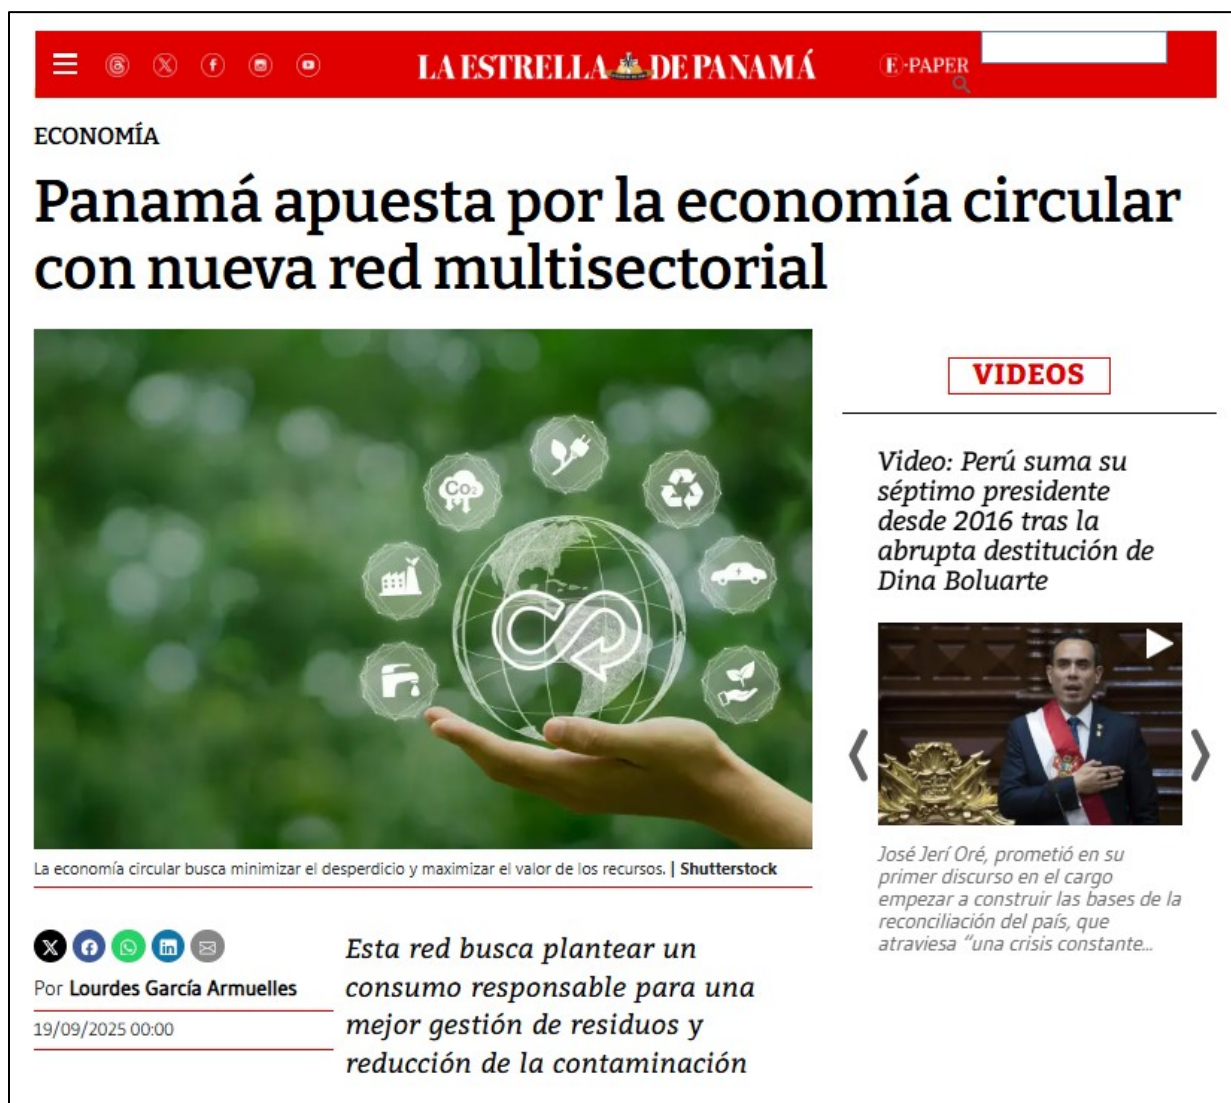 LA ESTRELLA DE PANAMÁ
E-PAPER
ECONOMÍA
Panamá apuesta por la economía circular
con nueva red multisectorial
CO2
La economía circular busca minimizar el desperdicio y maximizar el valor de los recursos. | Shutterstock
Por Lourdes García Armuelles
19/09/2025 00:00
Esta red busca plantear un
consumo responsable para una
mejor gestión de residuos y
reducción de la contaminación
VIDEOS
Video: Perú suma su
séptimo presidente
desde 2016 tras la
abrupta destitución de
Dina Boluarte
José Jerí Oré, prometió en su
primer discurso en el cargo
empezar a construir las bases de la
reconciliación del país, que
atraviesa “una crisis constante...